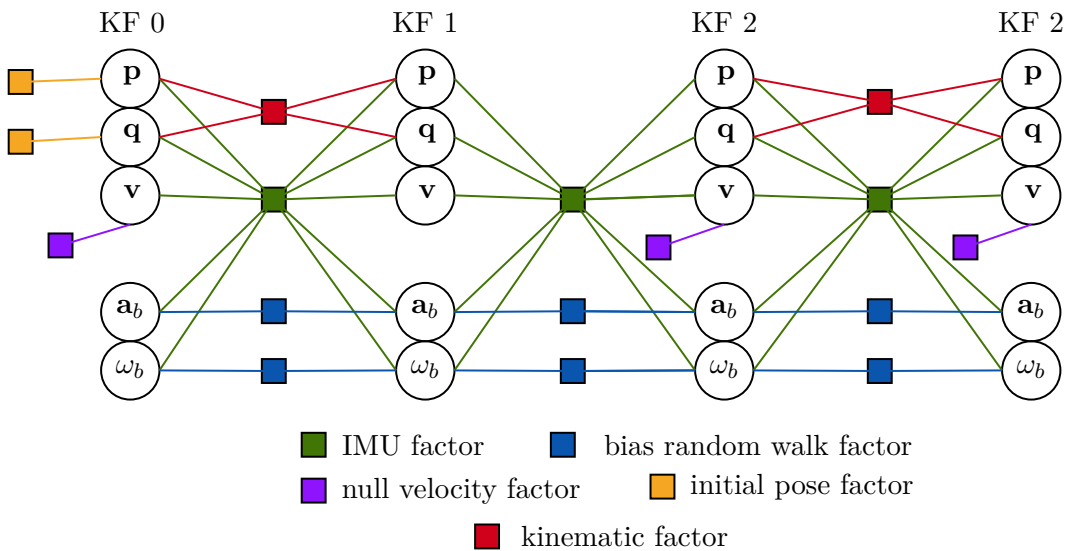 KF 0 KF 1 KF 2 KF 2
p p p p
q q q q
v v v v
a_b a_b a_b a_b
ω_b ω_b ω_b ω_b
IMU factor bias random walk factor
null velocity factor initial pose factor
kinematic factor